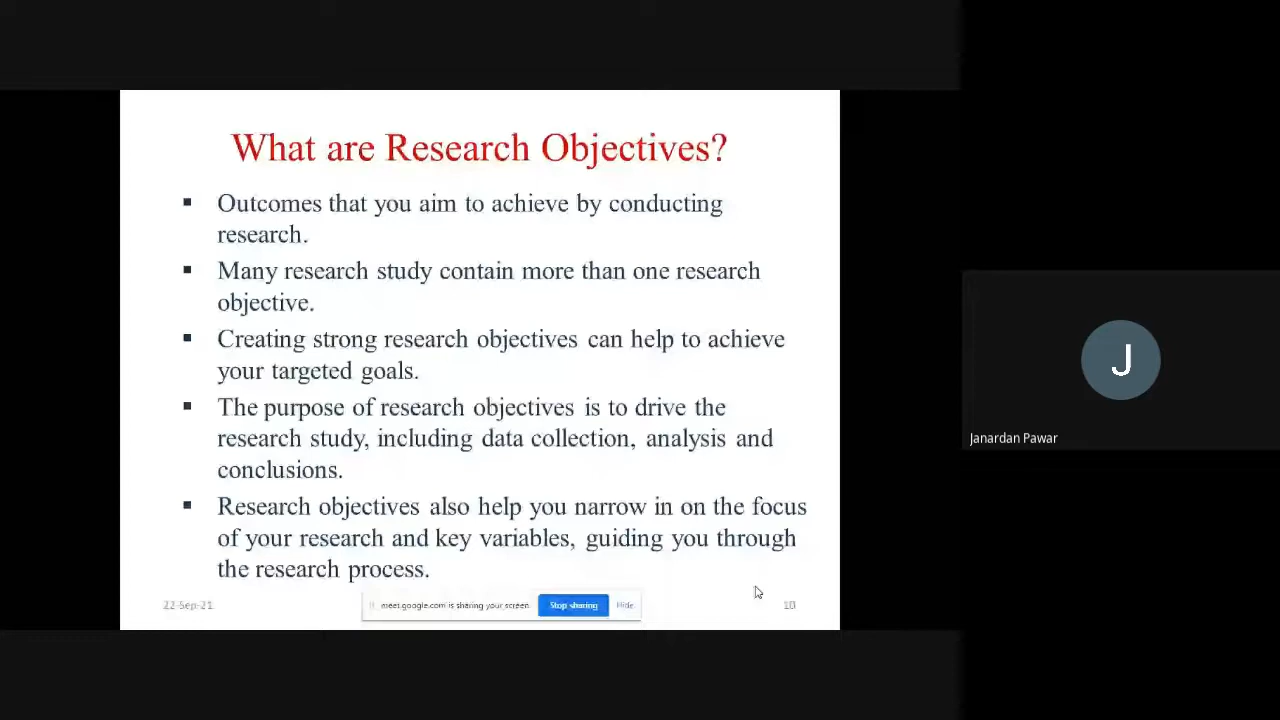 What are Research Objectives?
▪ Outcomes that you aim to achieve by conducting
research.
▪ Many research study contain more than one research
objective.
▪ Creating strong research objectives can help to achieve
your targeted goals.
▪ The purpose of research objectives is to drive the
research study, including data collection, analysis and
conclusions.
▪ Research objectives also help you narrow in on the focus
of your research and key variables, guiding you through
the research process.
22-Sep-21
meet.google.com is sharing your screen.
Stop sharing
Hide
10
J
Janardan Pawar